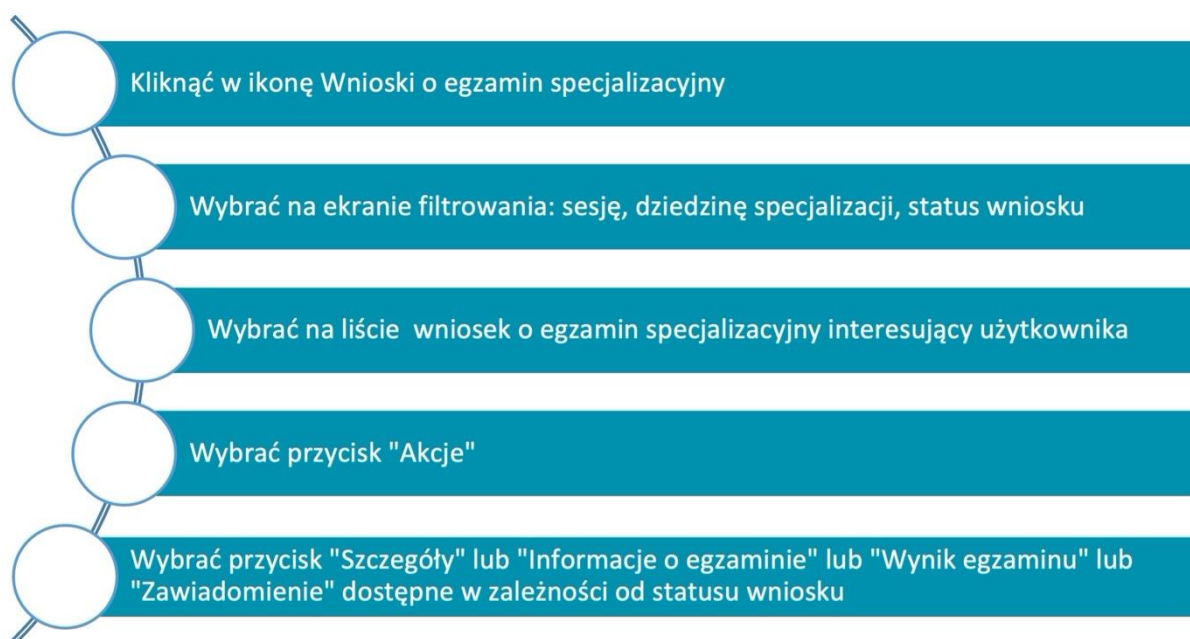 Kliknąć w ikonę Wnioski o egzamin specjalizacyjny
Wybrać na ekranie filtrowania: sesję, dziedzinę specjalizacji, status wniosku
Wybrać na liście  wniosek o egzamin specjalizacyjny interesujący użytkownika
Wybrać przycisk "Akcje"
Wybrać przycisk "Szczegóły" lub "Informacje o egzaminie" lub "Wynik egzaminu" lub
"Zawiadomienie" dostępne w zależności od statusu wniosku